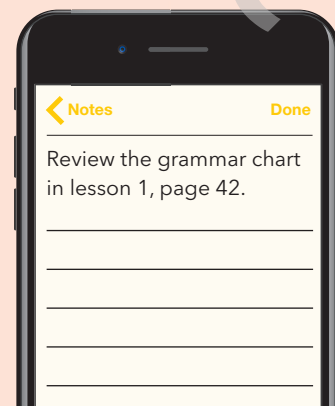 Notes Done
Review the grammar chart
in lesson 1, page 42.